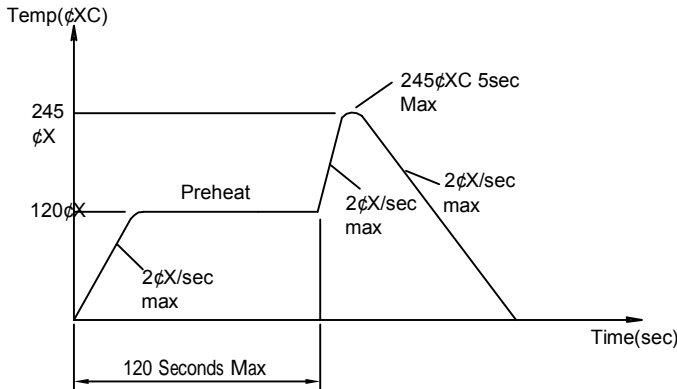 Temp(¢XC)
245¢XC 5sec
Max
245
¢X
Preheat
120¢X
2¢X/sec
max
2¢X/sec
max
2¢X/sec
max
Time(sec)
120 Seconds Max